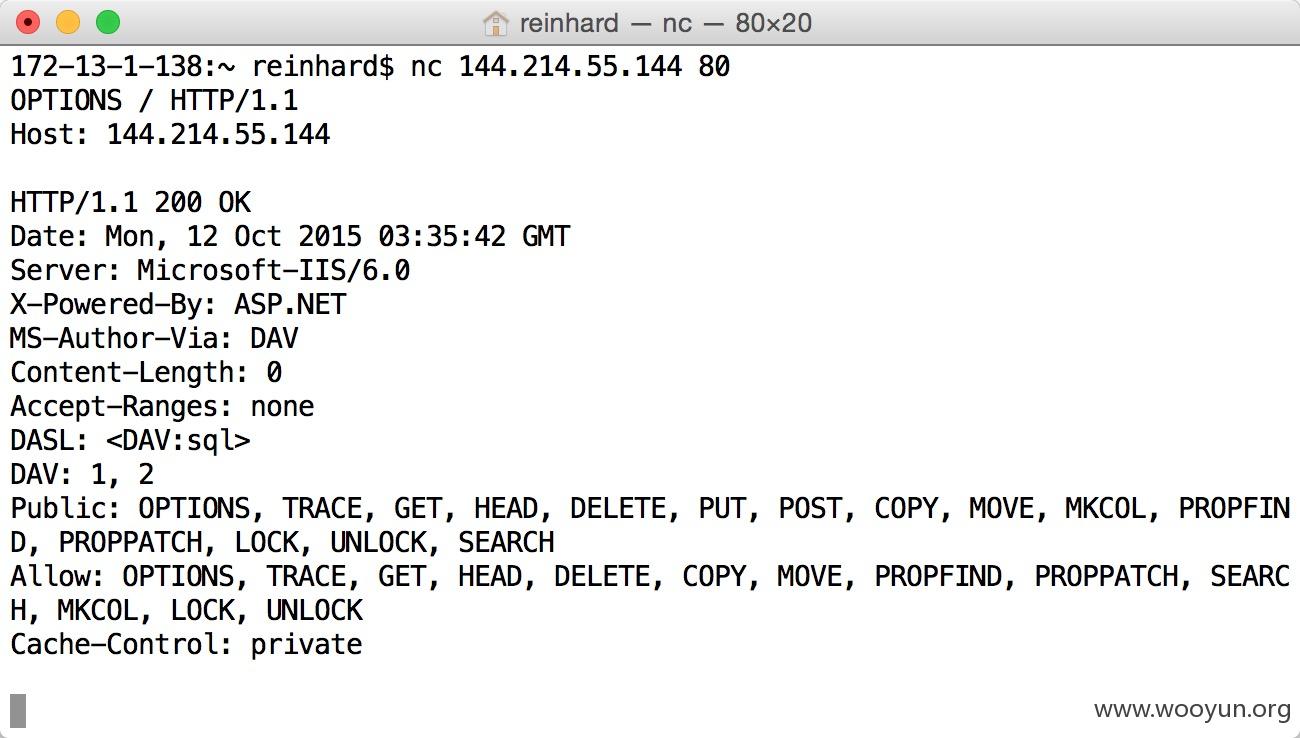 reinhard — nc — 80×20
172-13-1-138:~ reinhard$ nc 144.214.55.144 80
OPTIONS / HTTP/1.1
Host: 144.214.55.144
HTTP/1.1 200 OK
Date: Mon, 12 Oct 2015 03:35:42 GMT
Server: Microsoft-IIS/6.0
X-Powered-By: ASP.NET
MS-Author-Via: DAV
Content-Length: 0
Accept-Ranges: none
DASL: <DAV:sql>
DAV: 1, 2
Public: OPTIONS, TRACE, GET, HEAD, DELETE, PUT, POST, COPY, MOVE, MKCOL, PROPFIN
D, PROPPATCH, LOCK, UNLOCK, SEARCH
Allow: OPTIONS, TRACE, GET, HEAD, DELETE, COPY, MOVE, PROPFIND, PROPPATCH, SEARC
H, MKCOL, LOCK, UNLOCK
Cache-Control: private
www.wooyun.org